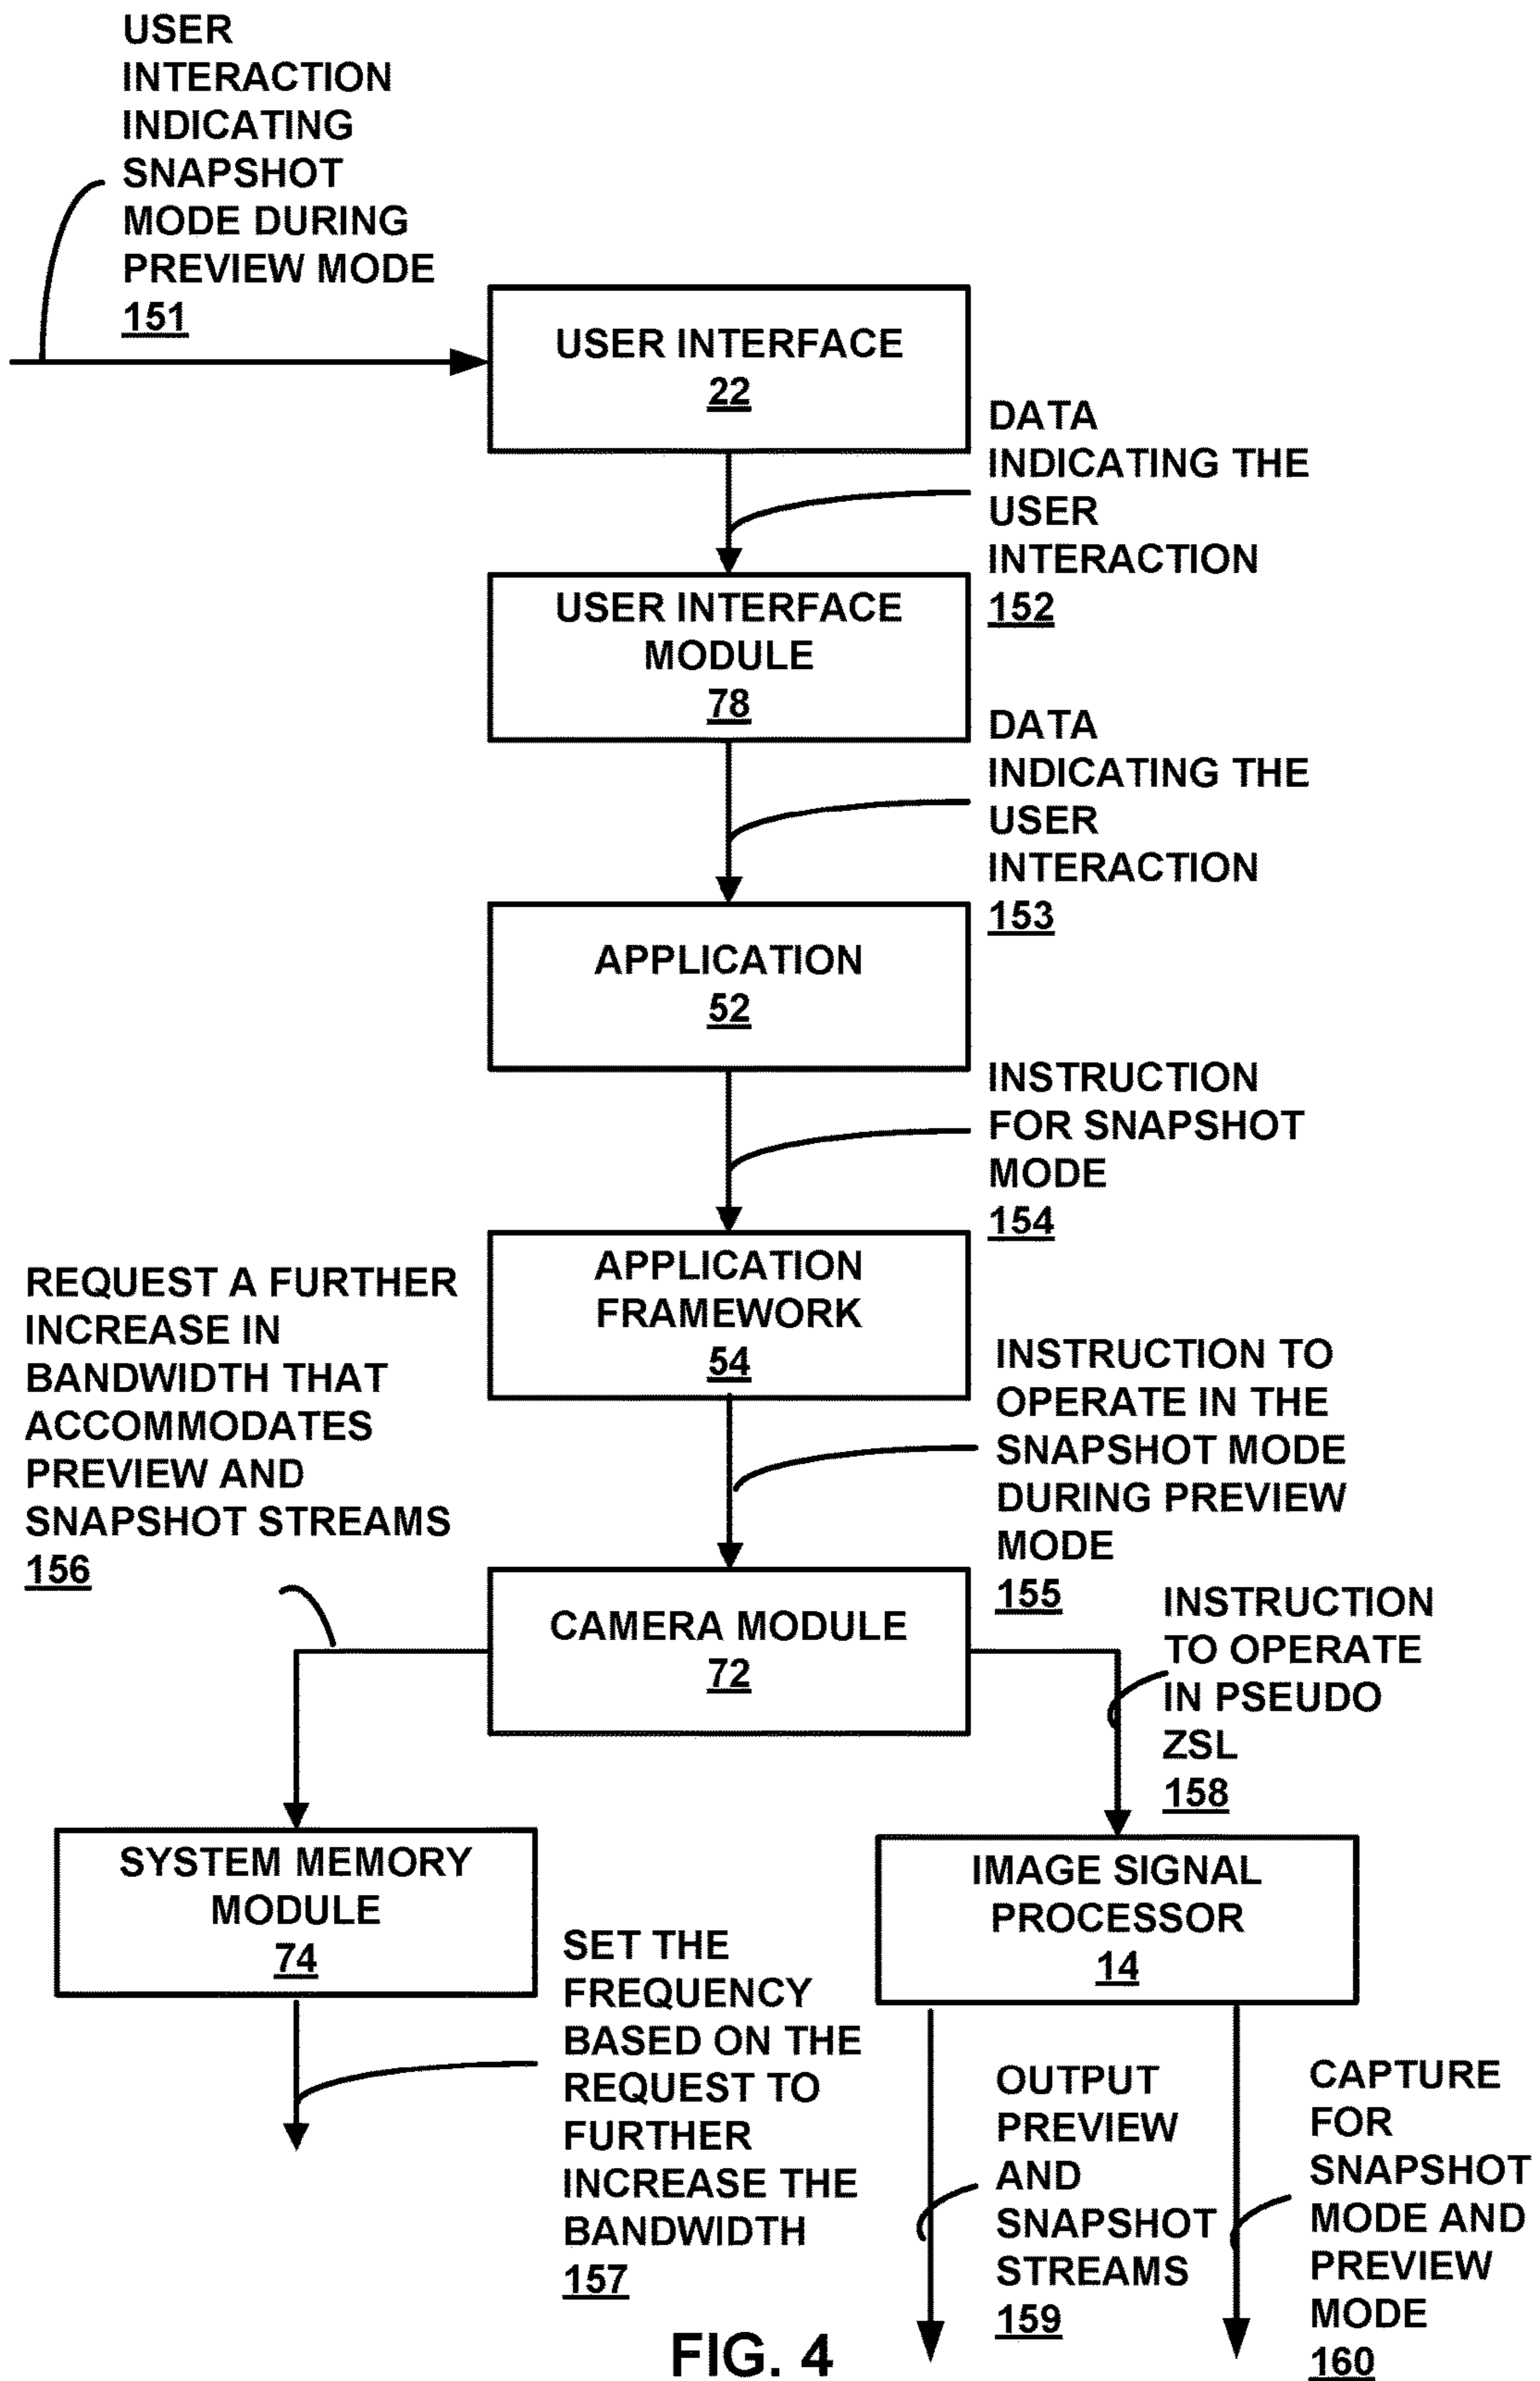 USER
INTERACTION
INDICATING
SNAPSHOT
MODE DURING
PREVIEW MODE
151
USER INTERFACE
22
DATA
INDICATING THE
USER
INTERACTION
152
USER INTERFACE
MODULE
78
DATA
INDICATING THE
USER
INTERACTION
153
APPLICATION
52
INSTRUCTION
FOR SNAPSHOT
MODE
154
APPLICATION
FRAMEWORK
54
REQUEST A FURTHER
INCREASE IN
BANDWIDTH THAT
ACCOMMODATES
PREVIEW AND
SNAPSHOT STREAMS
156
INSTRUCTION TO
OPERATE IN THE
SNAPSHOT MODE
DURING PREVIEW
MODE
155
CAMERA MODULE
72
INSTRUCTION
TO OPERATE
IN PSEUDO
ZSL
158
SYSTEM MEMORY
MODULE
74
IMAGE SIGNAL
PROCESSOR
14
SET THE
FREQUENCY
BASED ON THE
REQUEST TO
FURTHER
INCREASE THE
BANDWIDTH
157
OUTPUT
PREVIEW
AND
SNAPSHOT
STREAMS
159
CAPTURE
FOR
SNAPSHOT
MODE AND
PREVIEW
MODE
160
FIG. 4